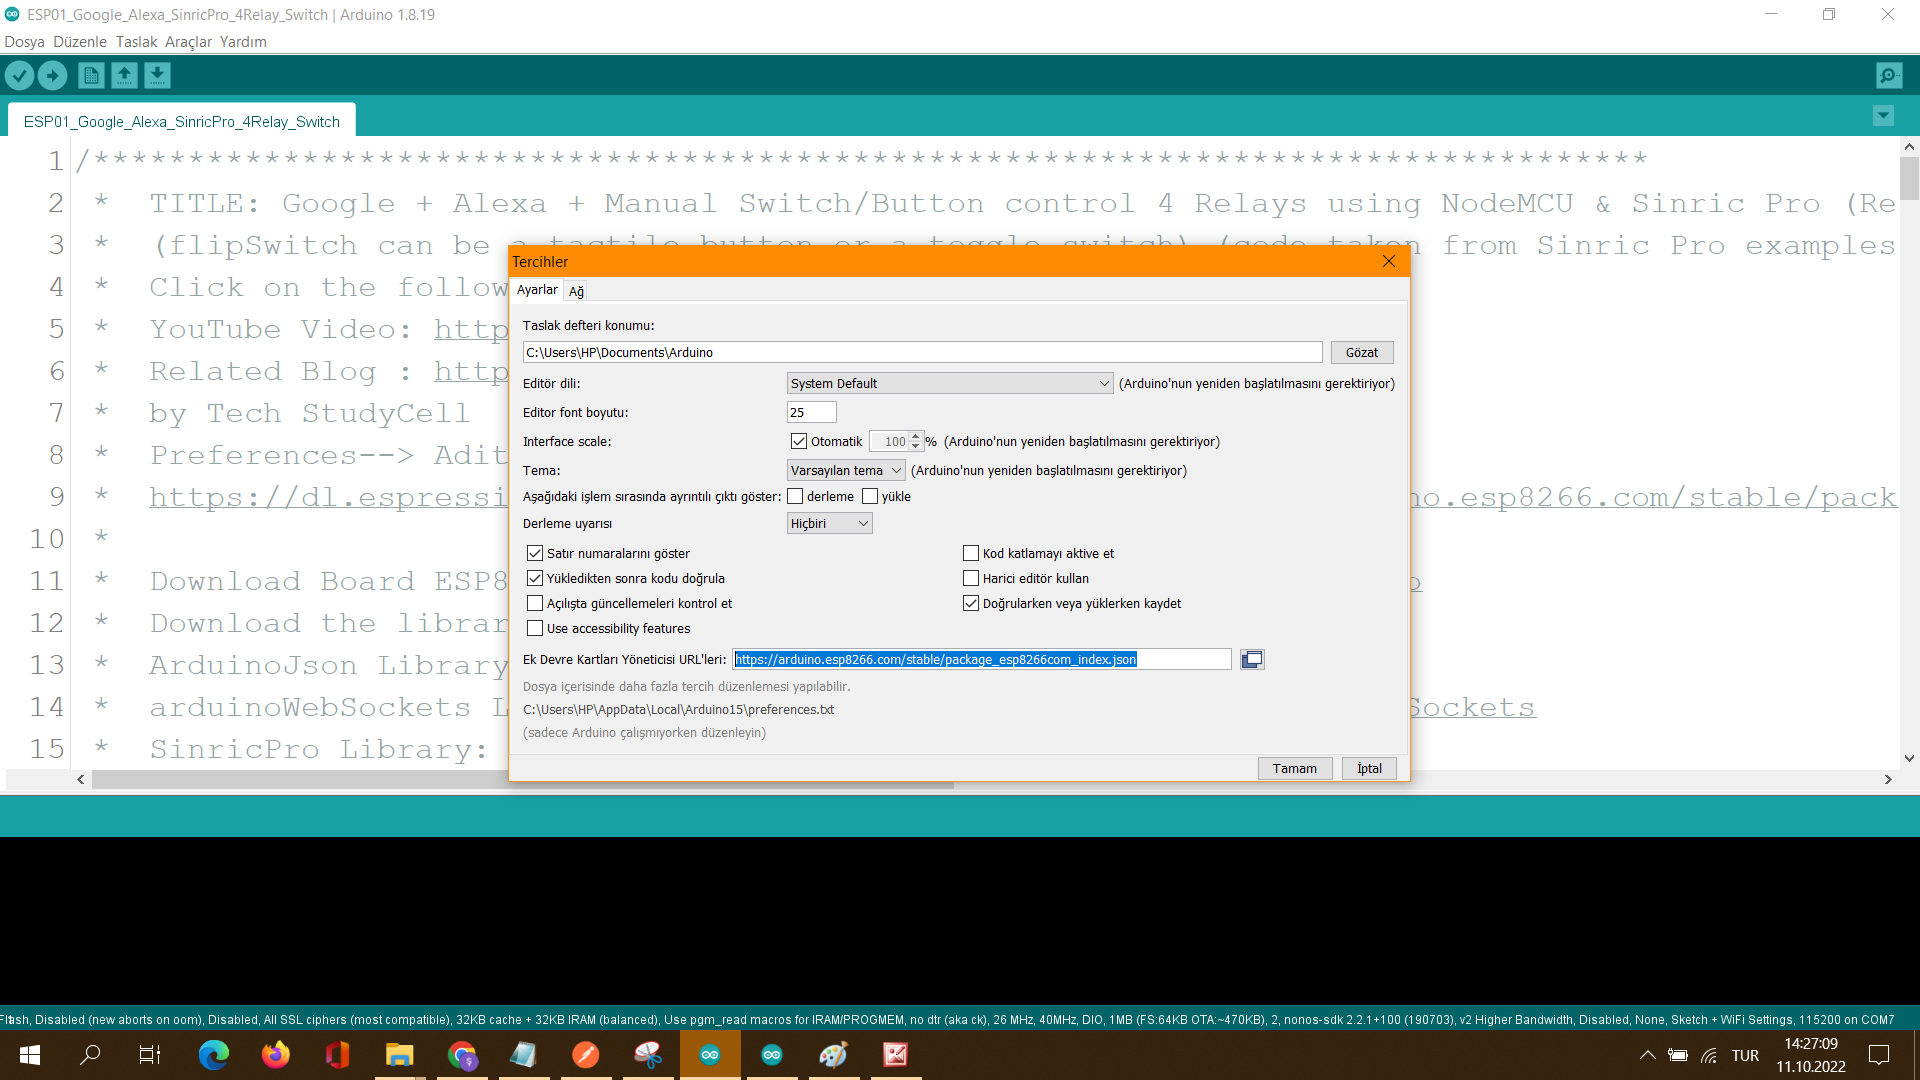 ESP01_Google_Alexa_SinricPro_4Relay_Switch | Arduino 1.8.19
Dosya Düzenle Taslak Araçlar Yardım
ESP01_Google_Alexa_SinricPro_4Relay_Switch
1 /**********************************************************************************
2 * TITLE: Google + Alexa + Manual Switch/Button control 4 Relays using NodeMCU & Sinric Pro (Re
3 * (flipSwitch can be a tactile button or a toggle switch) (code taken from Sinric Pro examples
4 * Click on the follow
5 * YouTube Video: http
6 * Related Blog : http
7 * by Tech StudyCell
8 * Preferences--> Adit
9 * https://dl.espressi no.esp8266.com/stable/pack
10 *
11 * Download Board ESP8 o
12 * Download the librar
13 * ArduinoJson Library
14 * arduinoWebSockets L Sockets
15 * SinricPro Library:
Tercihler
Ayarlar Ağ
Taslak defteri konumu:
C:\Users\HP\Documents\Arduino Gözat
Editör dili: System Default (Arduino'nun yeniden başlatılmasını gerektiriyor)
Editor font boyutu: 25
Interface scale: Otomatik 100 % (Arduino'nun yeniden başlatılmasını gerektiriyor)
Tema: Varsayılan tema (Arduino'nun yeniden başlatılmasını gerektiriyor)
Aşağıdaki işlem sırasında ayrıntılı çıktı göster: derleme yükle
Derleme uyarısı Hiçbiri
Satır numaralarını göster Kod katlamayı aktive et
Yükledikten sonra kodu doğrula Harici editör kullan
Açılışta güncellemeleri kontrol et Doğrularken veya yüklerken kaydet
Use accessibility features
Ek Devre Kartları Yöneticisi URL'leri: https://arduino.esp8266.com/stable/package_esp8266com_index.json
Dosya içerisinde daha fazla tercih düzenlemesi yapılabilir.
C:\Users\HP\AppData\Local\Arduino15\preferences.txt
(sadece Arduino çalışmıyorken düzenleyin)
Tamam İptal
Disabled (new aborts on oom), Disabled, All SSL ciphers (most compatible), 32KB cache + 32KB IRAM (balanced), Use pgm_read macros for IRAM/PROGMEM, no dtr (aka ck), 26 MHz, 40MHz, DIO, 1MB (FS:64KB OTA:~470KB), 2, nonos-sdk 2.2.1+100 (190703), v2 Higher Bandwidth, Disabled, None, Sketch + WiFi Settings, 115200 on COM7
TUR
14:27:09
11.10.2022